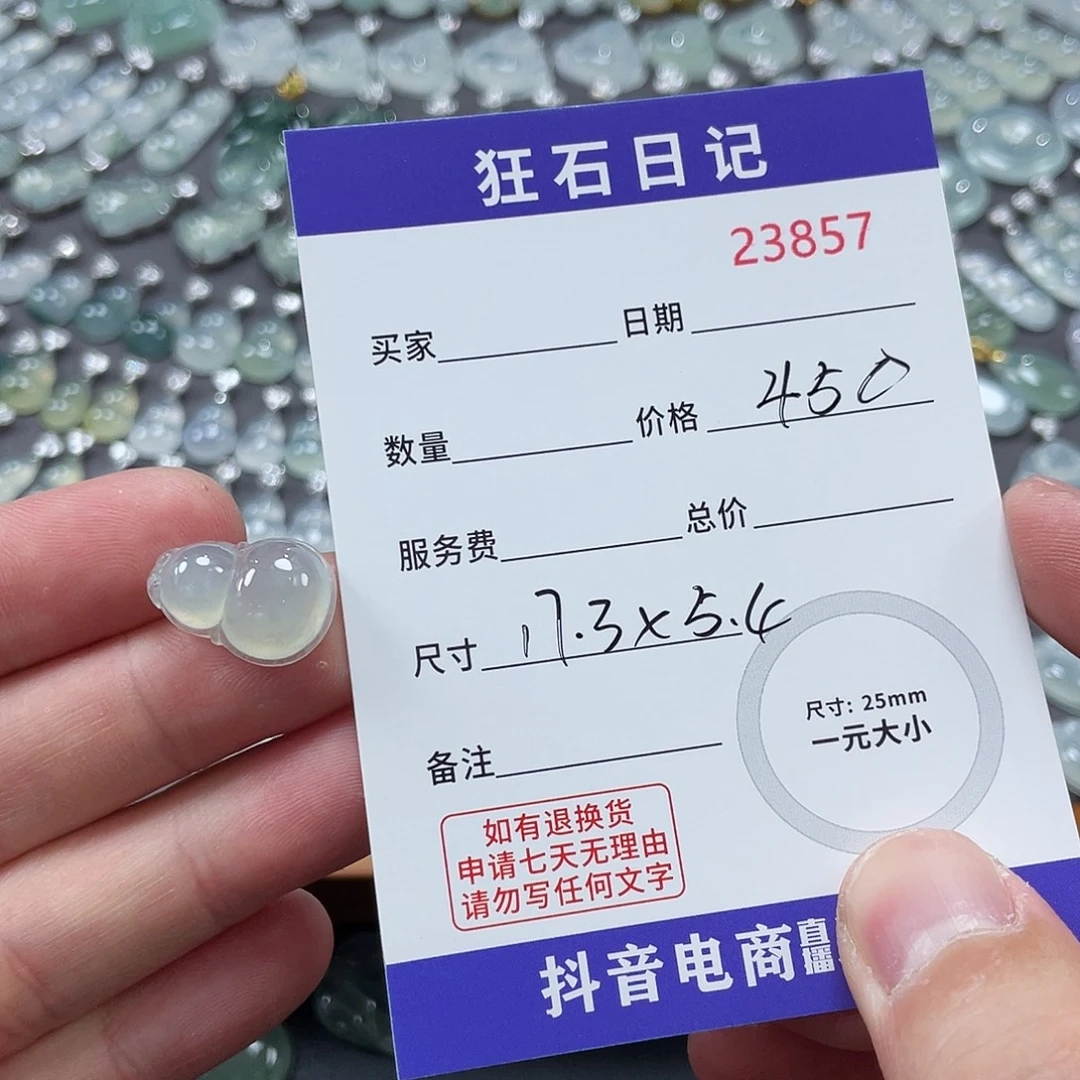 狂石日记
23857
买家 日期
数量 价格 450
服务费 总价
尺寸 17.3x5.4
尺寸: 25mm
一元大小
备注
如有退换货
申请七天无理由
请勿写任何文字
抖音电商直播